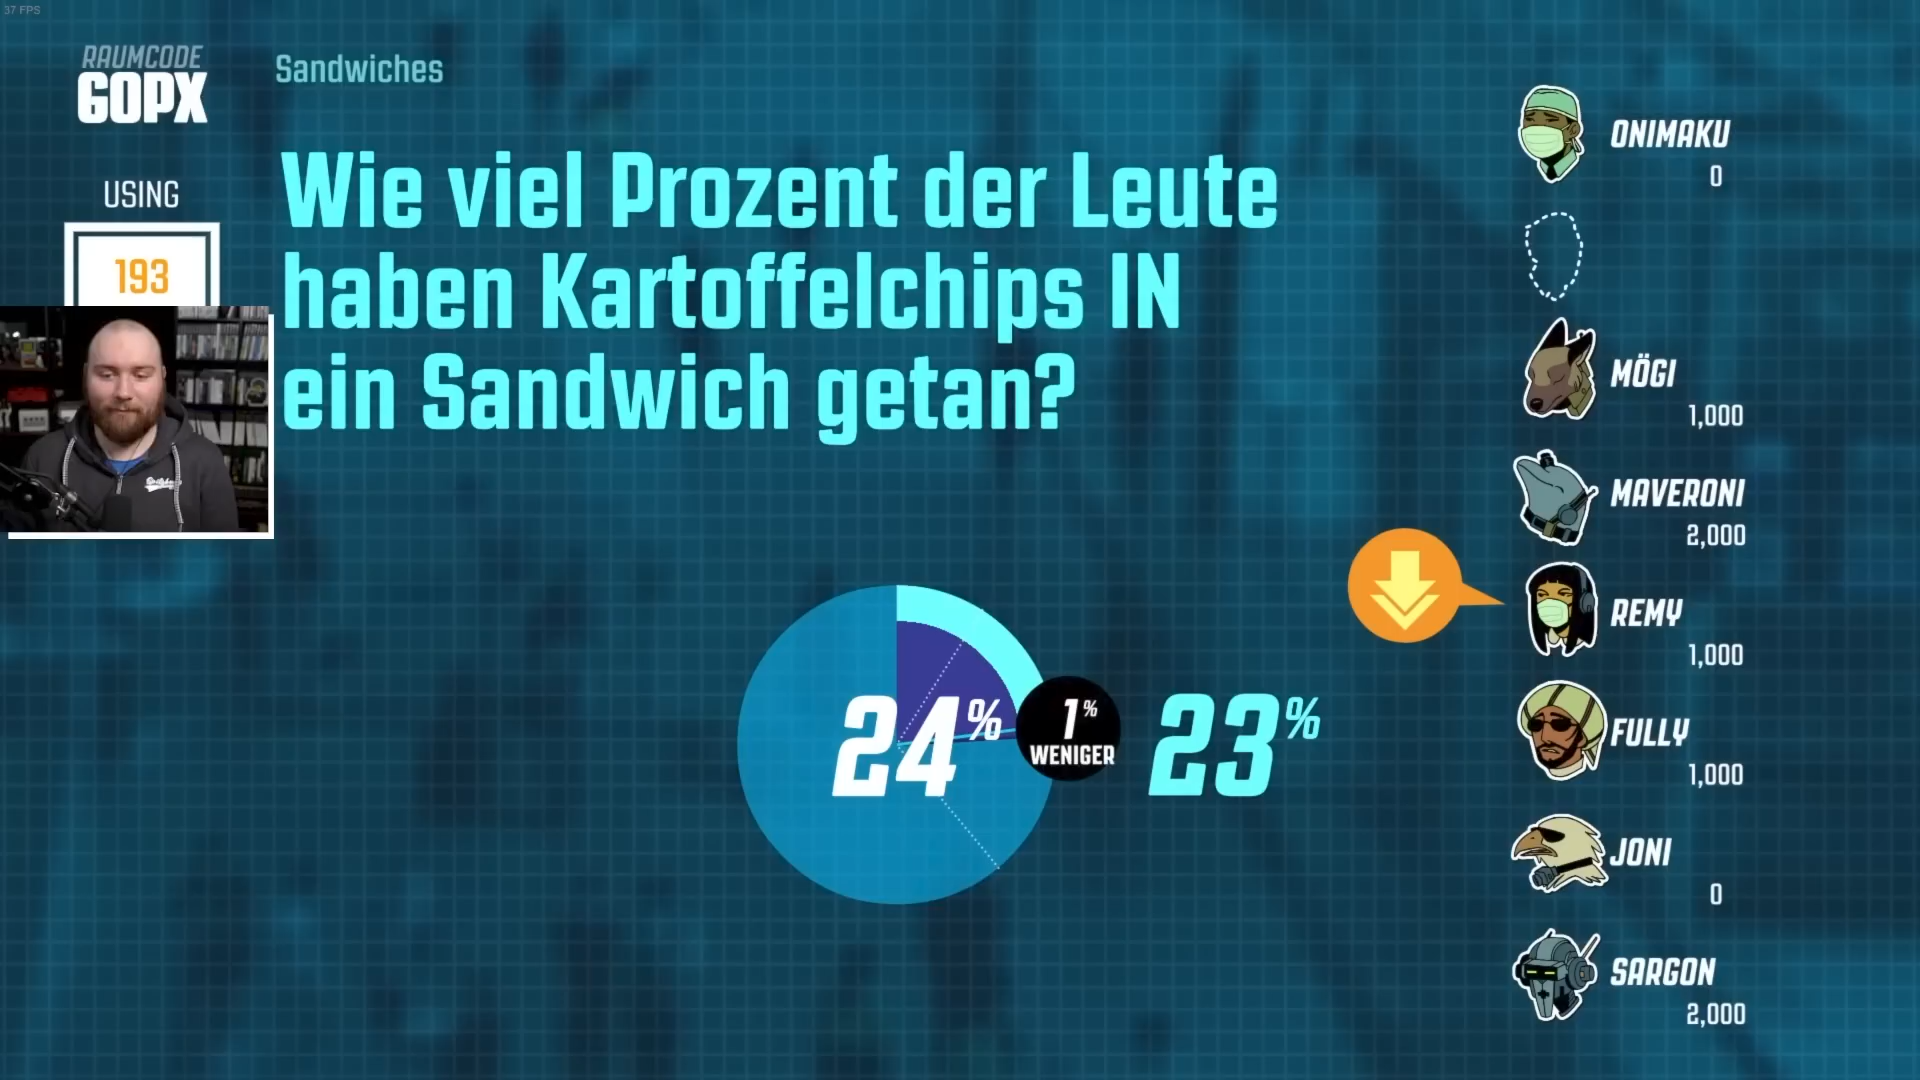 37 FPS
RAUMCODE
6OPX
Sandwiches
USING
193
Wie viel Prozent der Leute
haben Kartoffelchips IN
ein Sandwich getan?
24%
1%
WENIGER
23%
ONIMAKU
0
MÖGI
1,000
MAVERONI
2,000
REMY
1,000
FULLY
1,000
JONI
0
SARGON
2,000